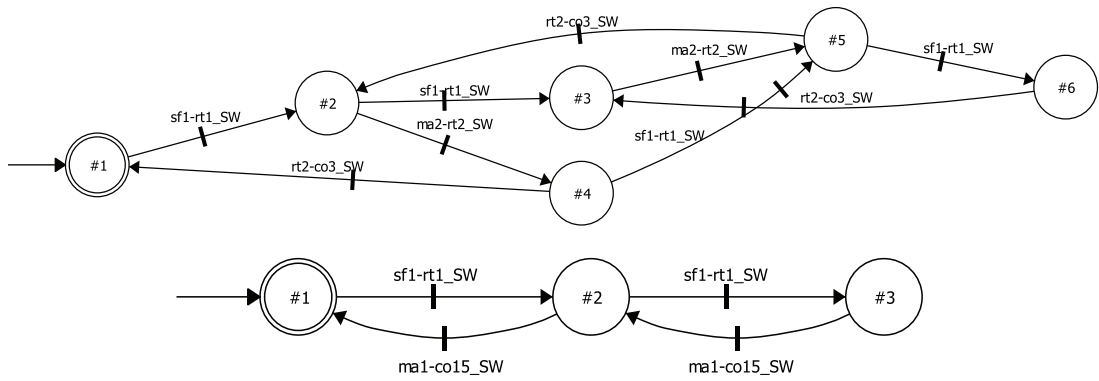 rt2-co3_SW
#5
ma2-rt2_SW
sf1-rt1_SW
#2
sf1-rt1_SW
#3
rt2-co3_SW
#6
sf1-rt1_SW
ma2-rt2_SW
sf1-rt1_SW
#1
rt2-co3_SW
#4
sf1-rt1_SW
sf1-rt1_SW
#1
#2
#3
ma1-co15_SW
ma1-co15_SW